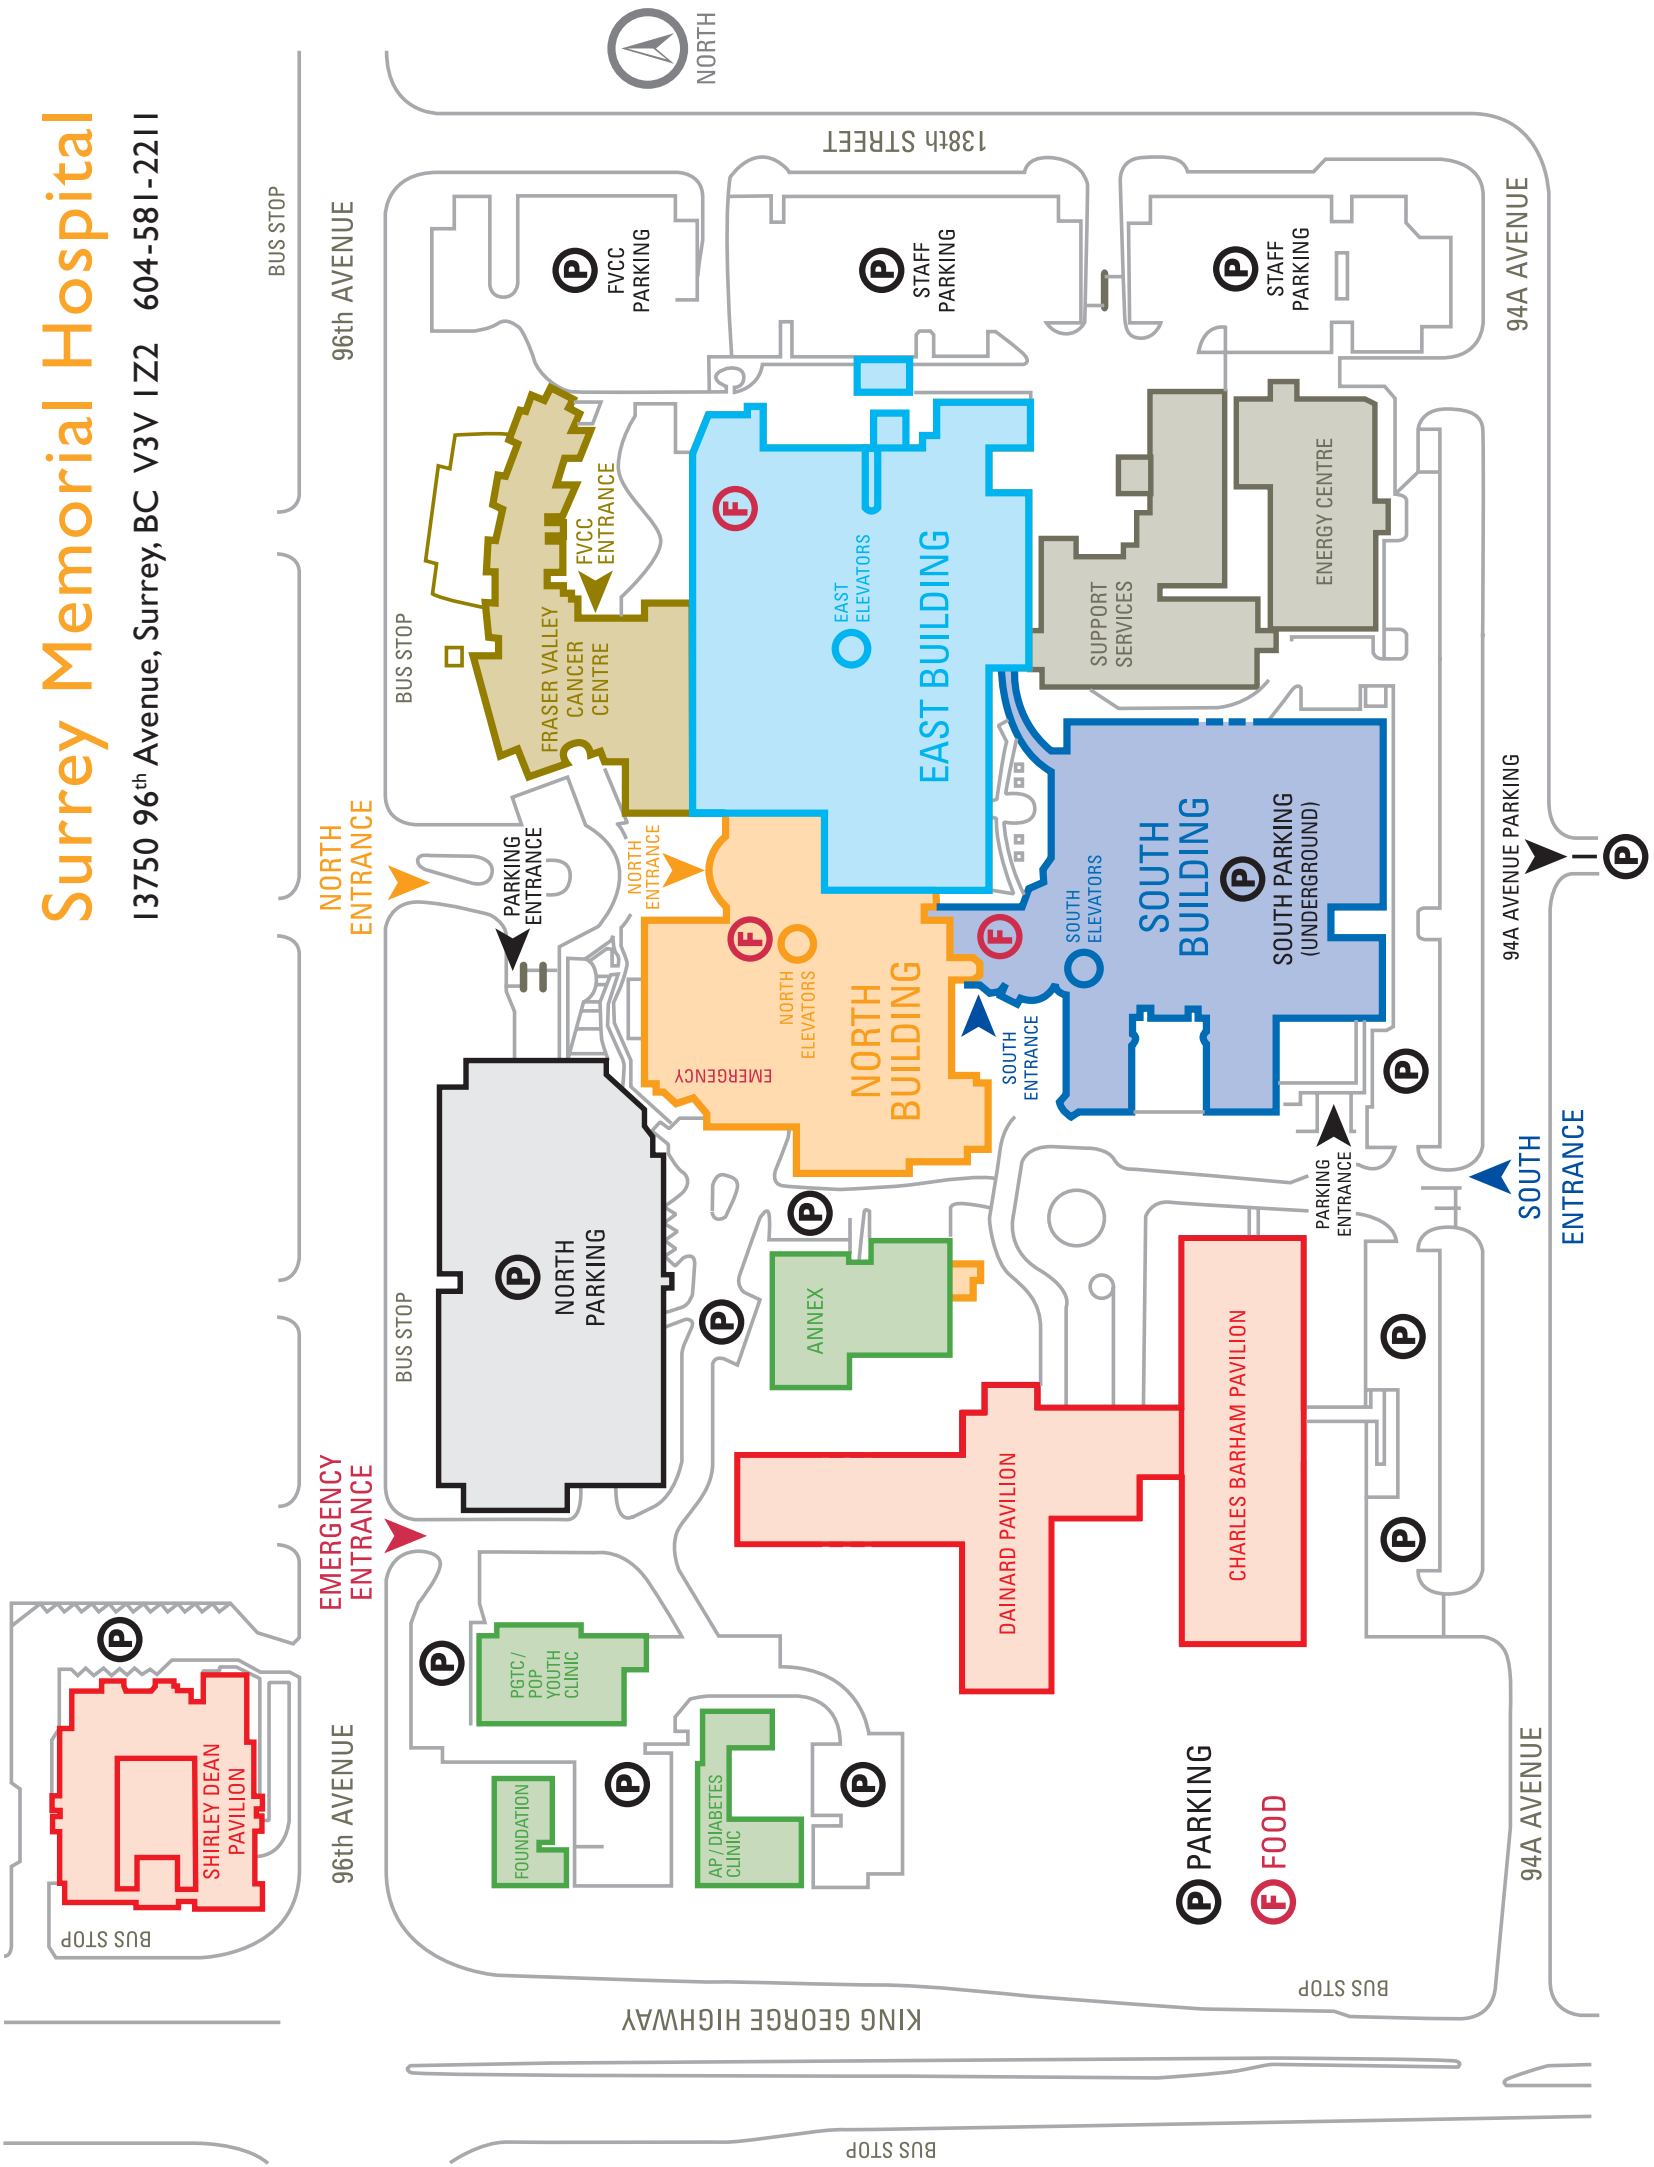 Surrey Memorial Hospital
13750 96th Avenue, Surrey, BC V3V 1Z2 604-581-2211
NORTH
BUS STOP
96th AVENUE
138th STREET
94A AVENUE
P
FVCC
PARKING
P
STAFF
PARKING
P
STAFF
PARKING
BUS STOP
NORTH
ENTRANCE
PARKING
ENTRANCE
NORTH
ENTRANCE
FVCC
ENTRANCE
FRASER VALLEY
CANCER
CENTRE
F
EAST
ELEVATORS
EAST BUILDING
SUPPORT
SERVICES
ENERGY CENTRE
F
NORTH
ELEVATORS
EMERGENCY
NORTH
BUILDING
F
SOUTH
ELEVATORS
SOUTH
BUILDING
P
SOUTH PARKING
(UNDERGROUND)
SOUTH
ENTRANCE
94A AVENUE PARKING
P
P
PARKING
ENTRANCE
SOUTH
ENTRANCE
BUS STOP
P
NORTH
PARKING
P
P
ANNEX
P
P
EMERGENCY
ENTRANCE
DAINARD PAVILION
CHARLES BARHAM PAVILION
P
SHIRLEY DEAN
PAVILION
BUS STOP
96th AVENUE
P
PGTC/
POP
YOUTH
CLINIC
FOUNDATION
P
AP / DIABETES
CLINIC
P
P PARKING
F FOOD
94A AVENUE
BUS STOP
KING GEORGE HIGHWAY
BUS STOP